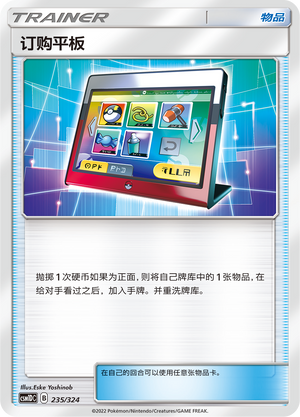 TRAINER
物品
订购平板
抛掷1次硬币如果为正面,则将自己牌库中的1张物品,在
给对手看过之后,加入手牌。并重洗牌库。
在自己的回合可以使用任意张物品卡。
Illus.Eske Yoshinob
CSM1DC B 235/324
©2022 Pokémon/Nintendo/Creatures/GAME FREAK.